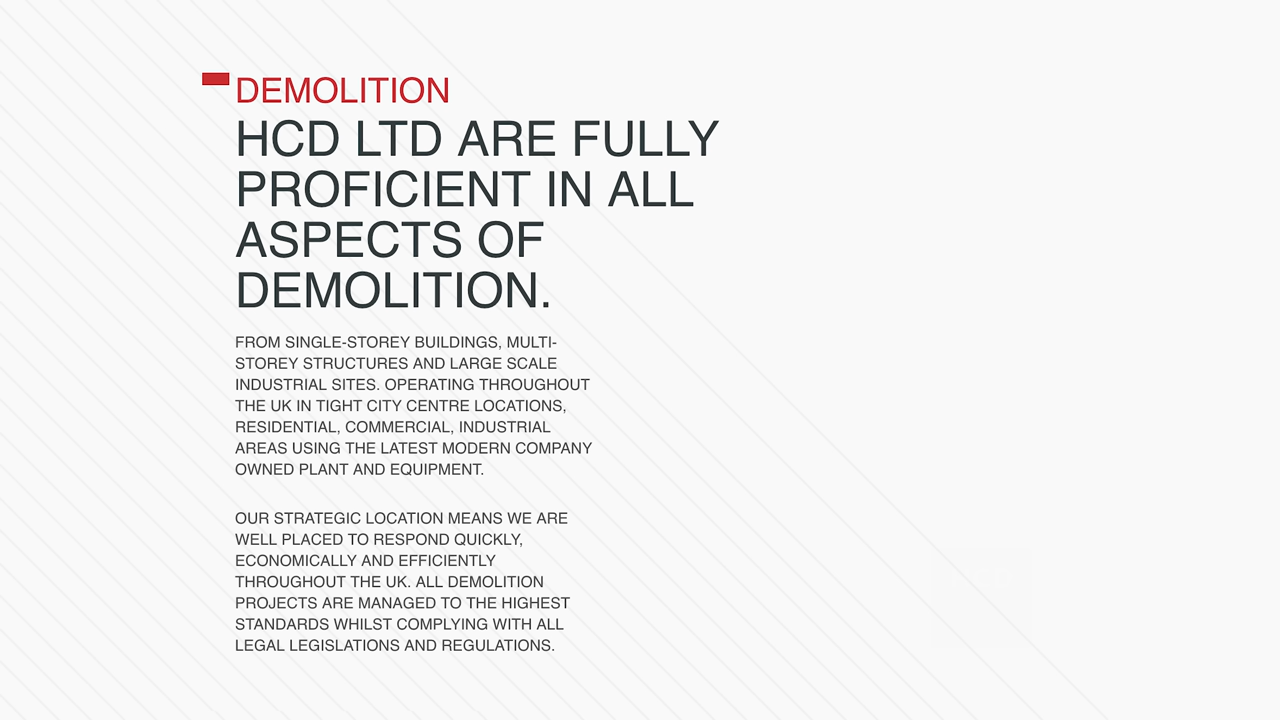 DEMOLITION
HCD LTD ARE FULLY
PROFICIENT IN ALL
ASPECTS OF
DEMOLITION.
FROM SINGLE-STOREY BUILDINGS, MULTI-
STOREY STRUCTURES AND LARGE SCALE
INDUSTRIAL SITES. OPERATING THROUGHOUT
THE UK IN TIGHT CITY CENTRE LOCATIONS,
RESIDENTIAL, COMMERCIAL, INDUSTRIAL
AREAS USING THE LATEST MODERN COMPANY
OWNED PLANT AND EQUIPMENT.
OUR STRATEGIC LOCATION MEANS WE ARE
WELL PLACED TO RESPOND QUICKLY,
ECONOMICALLY AND EFFICIENTLY
THROUGHOUT THE UK. ALL DEMOLITION
PROJECTS ARE MANAGED TO THE HIGHEST
STANDARDS WHILST COMPLYING WITH ALL
LEGAL LEGISLATIONS AND REGULATIONS.